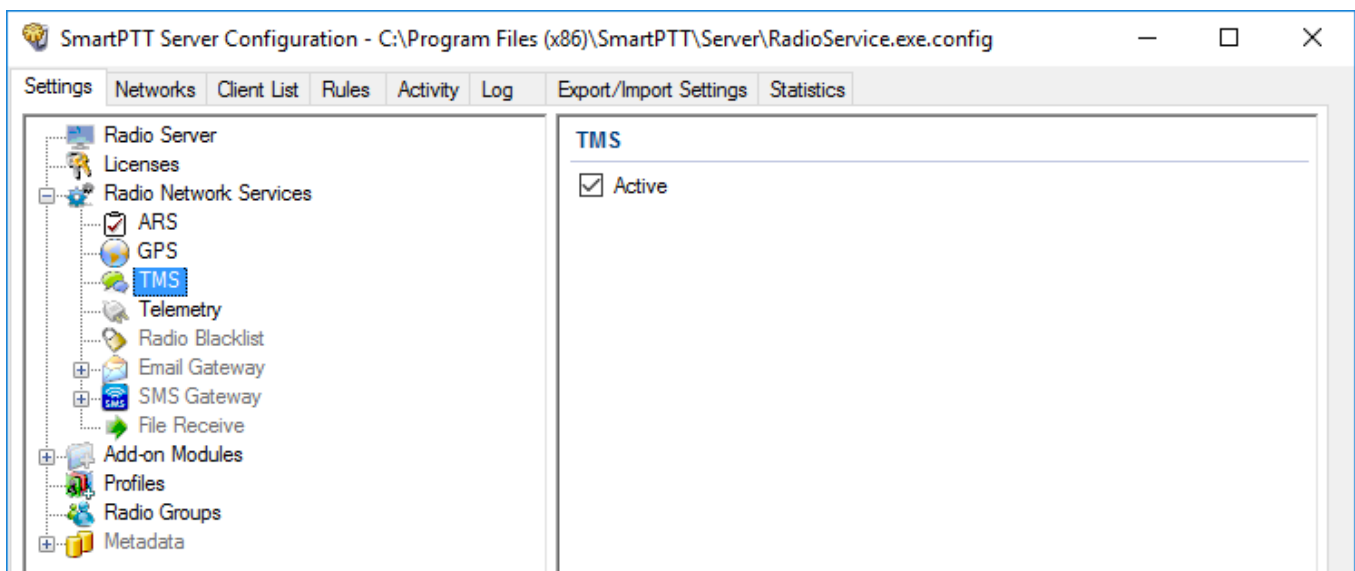 SmartPTT Server Configuration - C:\Program Files (x86)\SmartPTT\Server\RadioService.exe.config
Settings Networks Client List Rules Activity Log Export/Import Settings Statistics
Radio Server
Licenses
Radio Network Services
ARS
GPS
TMS
Telemetry
Radio Blacklist
Email Gateway
SMS
SMS Gateway
File Receive
Add-on Modules
Profiles
Radio Groups
Metadata
TMS
Active